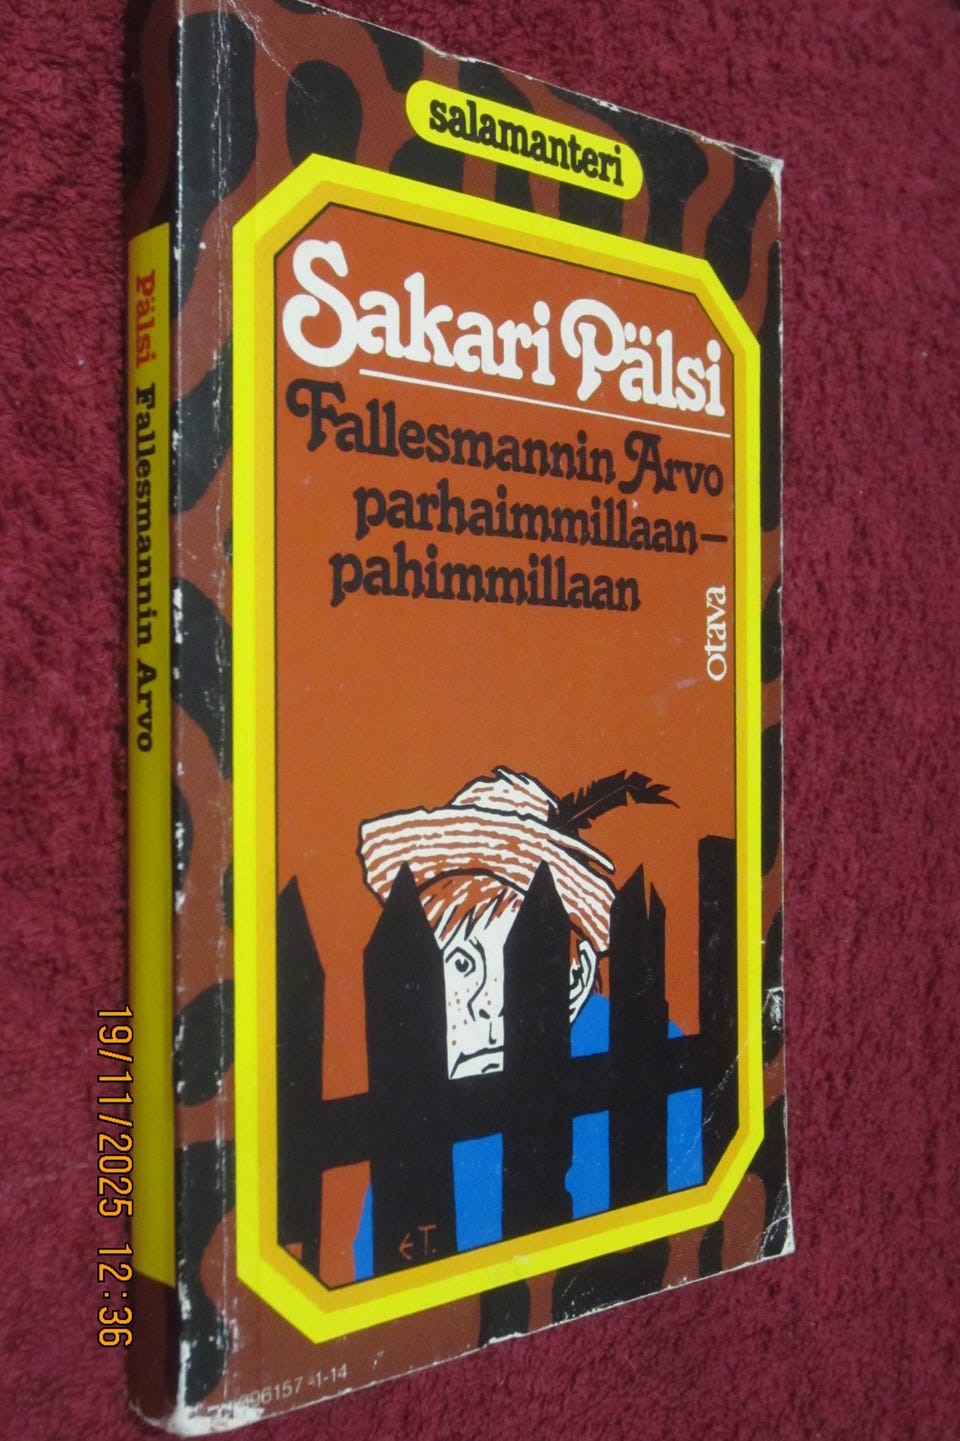 salamanteri
Sakari Pälsi
Fallesmannin Arvo
parhaimmillaan–
pahimmillaan
otava
E T.
Pälsi Fallesmannin Arvo
19/11/2025 12:36